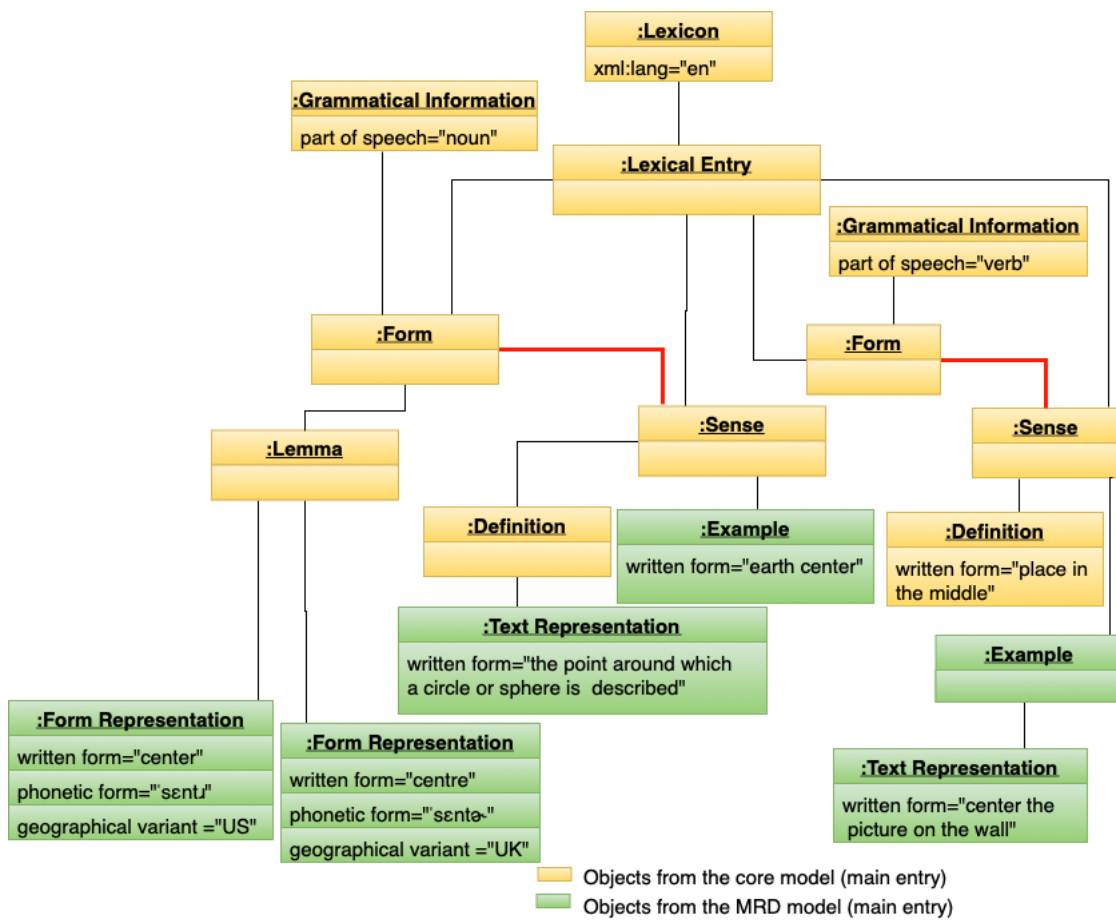 :Lexicon
xml:lang="en"
:Grammatical Information
part of speech="noun"
:Lexical Entry
:Grammatical Information
part of speech="verb"
:Form
:Form
:Lemma
:Sense
:Sense
:Definition
:Example
written form="earth center"
:Definition
written form="place in
the middle"
:Text Representation
written form="the point around which
a circle or sphere is described"
:Example
:Form Representation
written form="center"
phonetic form="ˈsɛntɹ"
geographical variant ="US"
:Form Representation
written form="centre"
phonetic form="ˈsɛntɚ"
geographical variant ="UK"
:Text Representation
written form="center the
picture on the wall"
Objects from the core model (main entry)
Objects from the MRD model (main entry)